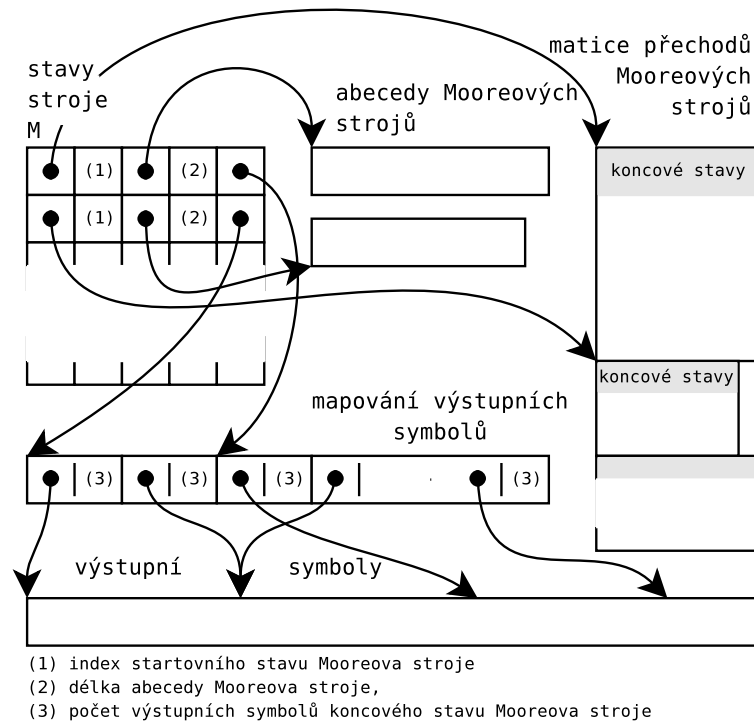 stavy
stroje
M
abecedy Mooreových
strojů
matice přechodů
Mooreových
strojů
(1) (2)
(1) (2)
koncové stavy
koncové stavy
mapování výstupních
symbolů
(3) (3) (3) (3)
výstupní symboly
(1) index startovního stavu Mooreova stroje
(2) délka abecedy Mooreova stroje,
(3) počet výstupních symbolů koncového stavu Mooreova stroje